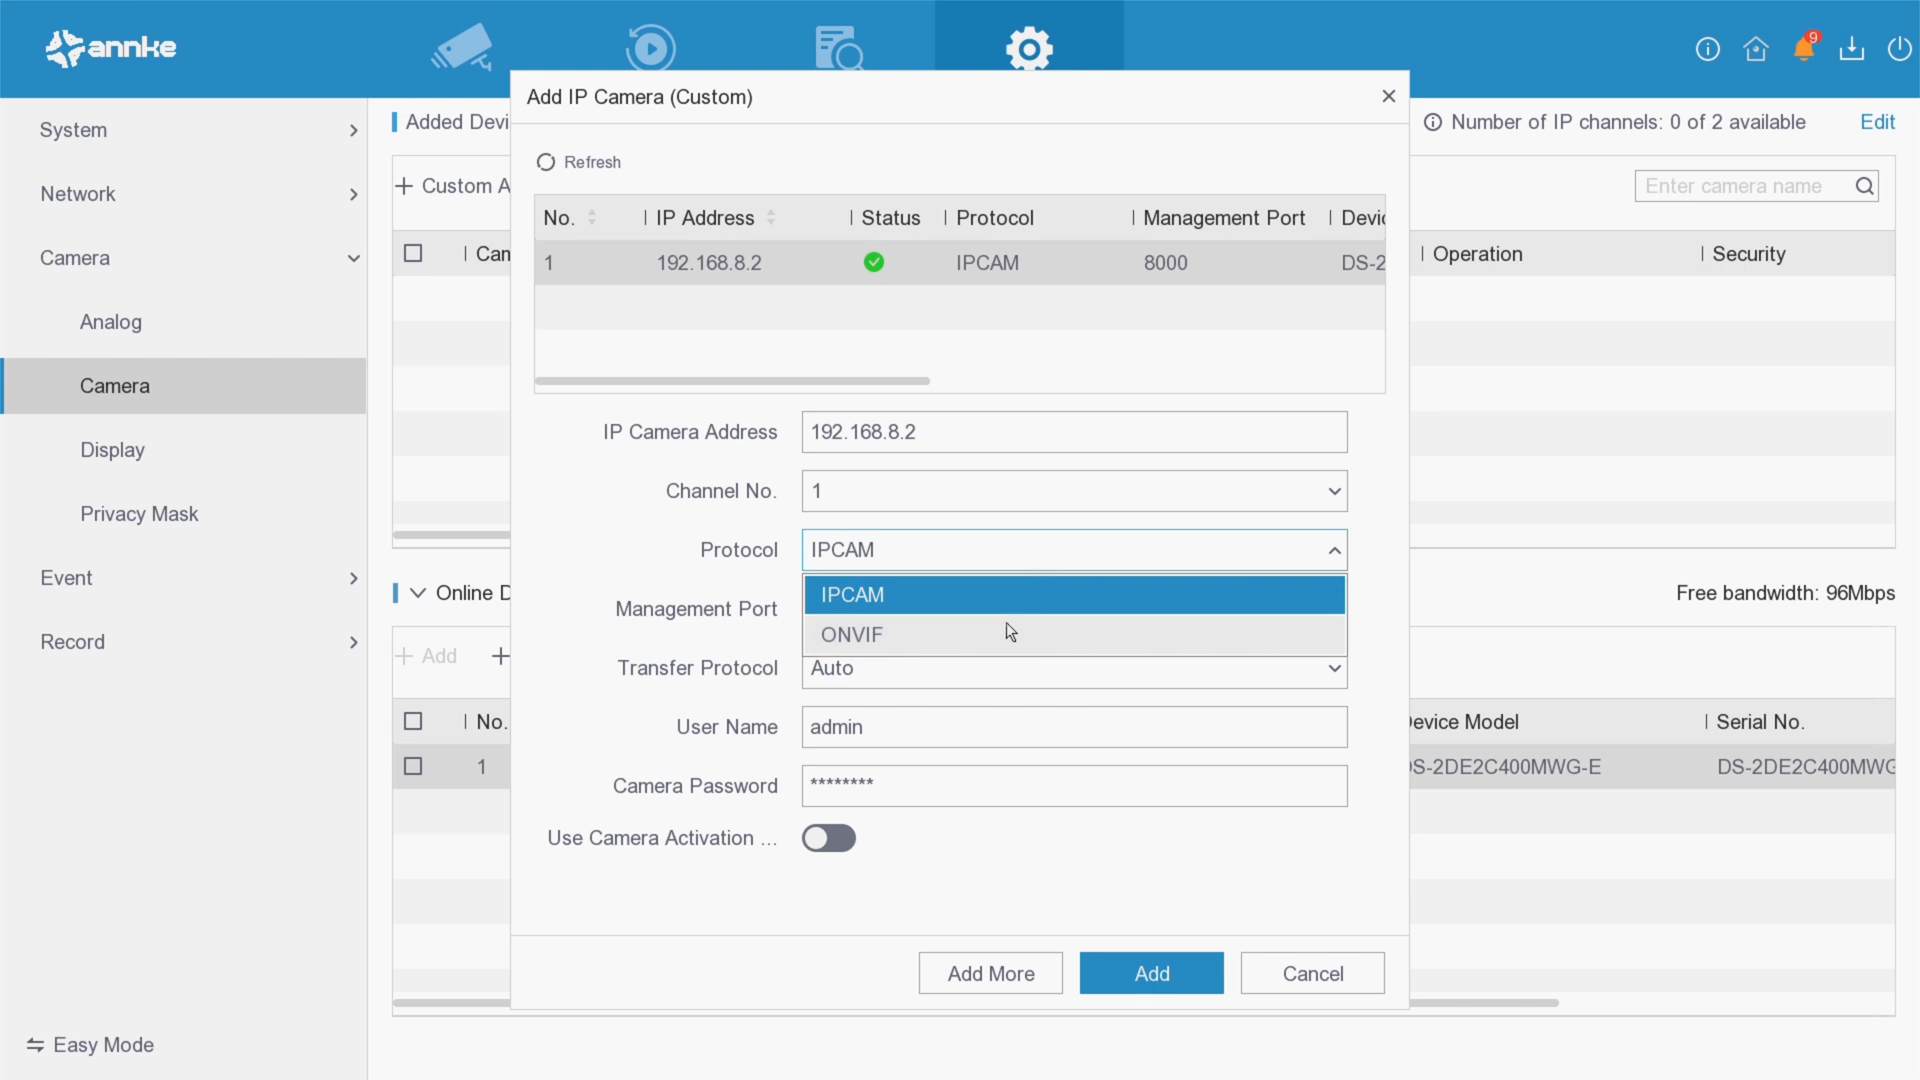 annke
9
System
Network
Camera
Analog
Camera
Display
Privacy Mask
Event
Record
Easy Mode
Added Devi
Number of IP channels: 0 of 2 available
Edit
+ Custom A
Enter camera name
Cam
Operation
Security
Add IP Camera (Custom)
Refresh
No. IP Address Status Protocol Management Port Devic
1 192.168.8.2 IPCAM 8000 DS-2
IP Camera Address 192.168.8.2
Channel No. 1
Protocol IPCAM
IPCAM
Management Port
ONVIF
Transfer Protocol Auto
User Name admin
Camera Password ********
Use Camera Activation ...
Add More
Add
Cancel
Online D
Free bandwidth: 96Mbps
+ Add +
No.
Device Model
Serial No.
1
DS-2DE2C400MWG-E
DS-2DE2C400MWG